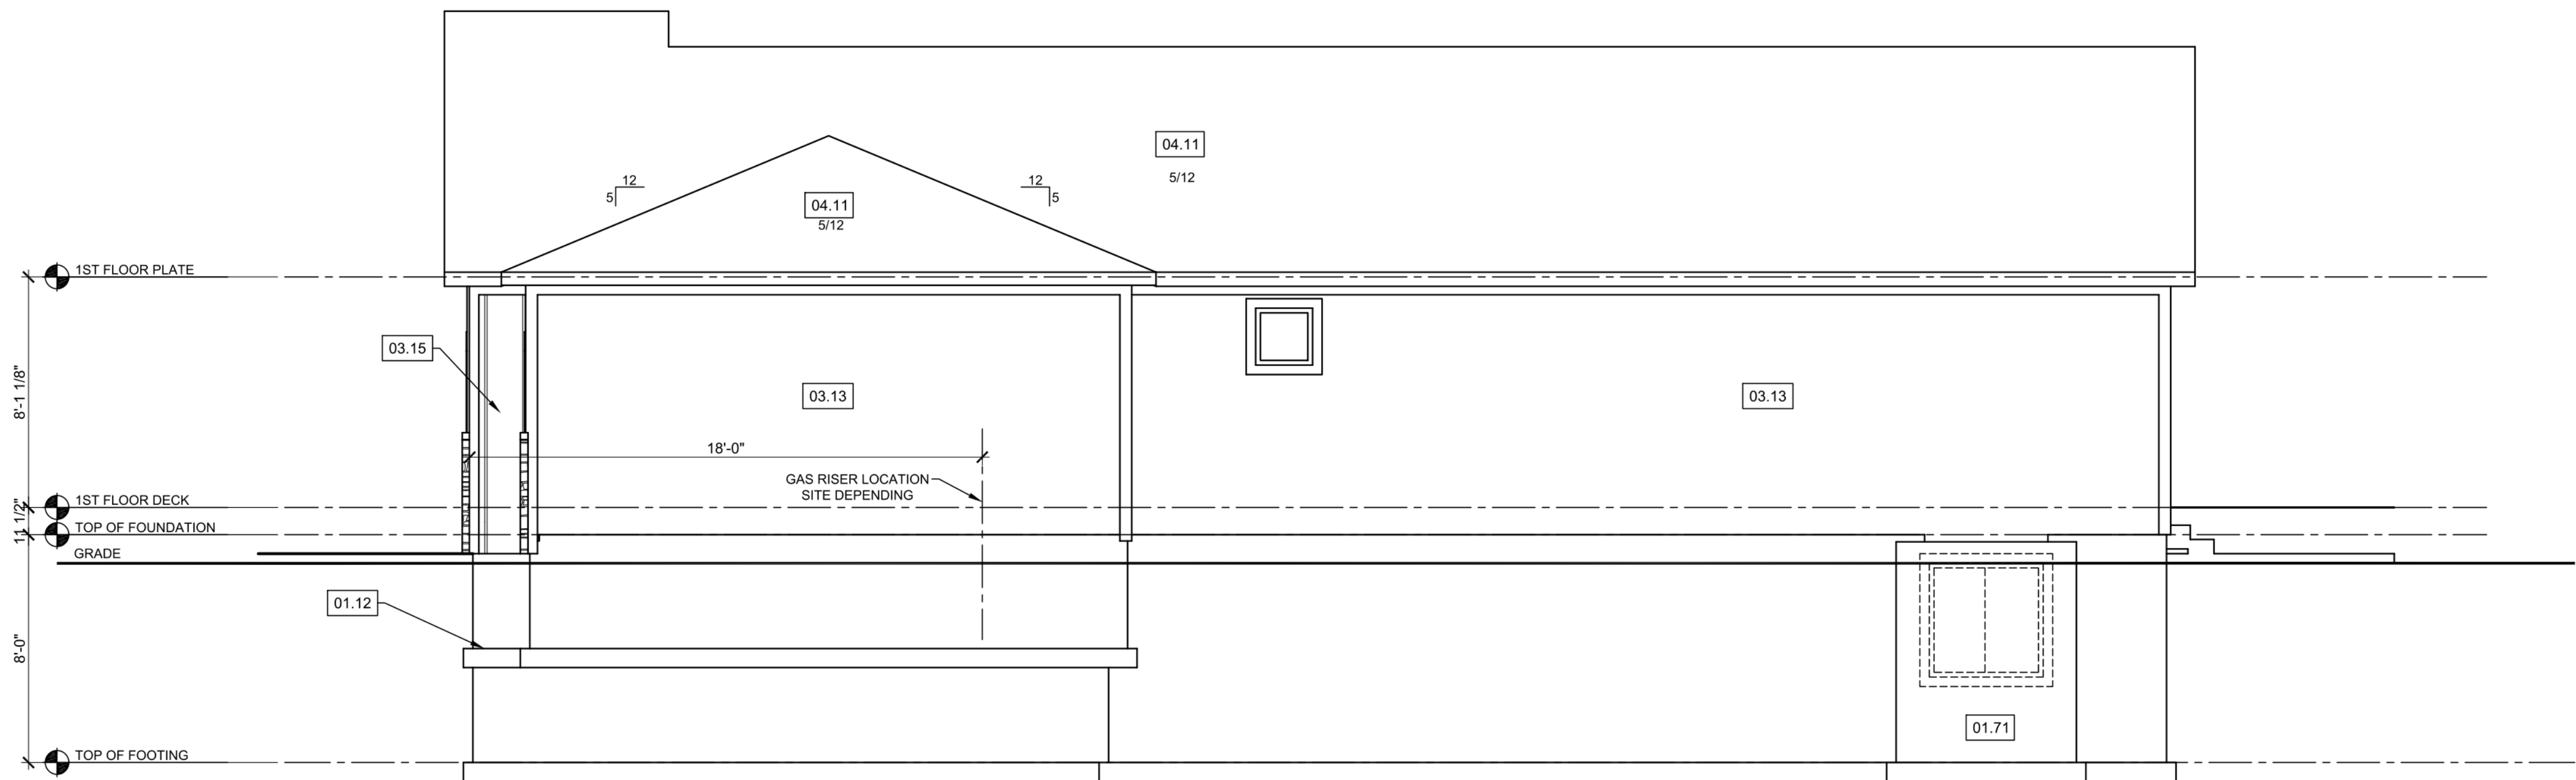 04.11
5/12
12
5
12
5
04.11
5/12
1ST FLOOR PLATE
03.15
8'-1 1/8"
03.13
03.13
18'-0"
GAS RISER LOCATION
SITE DEPENDING
1ST FLOOR DECK
11 1/2"
TOP OF FOUNDATION
GRADE
01.12
8'-0"
01.71
TOP OF FOOTING